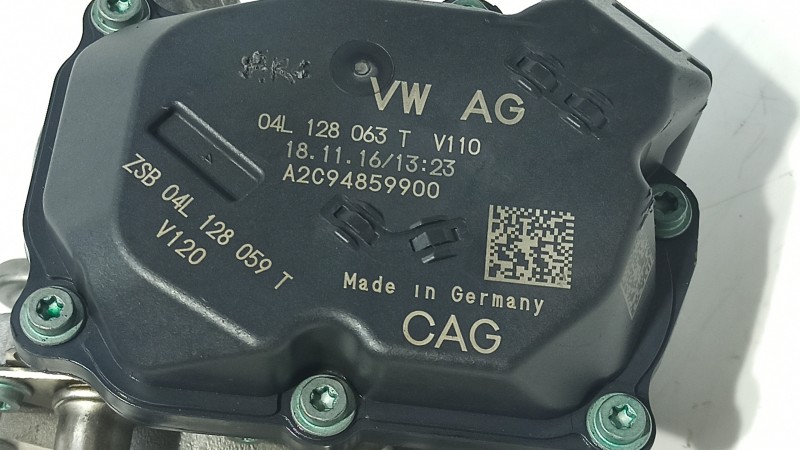 VW AG
04L 128 063 T V110
18.11.16/13:23
A2C94859900
ZSB 04L 128 059 T
V120
Made in Germany
CAG